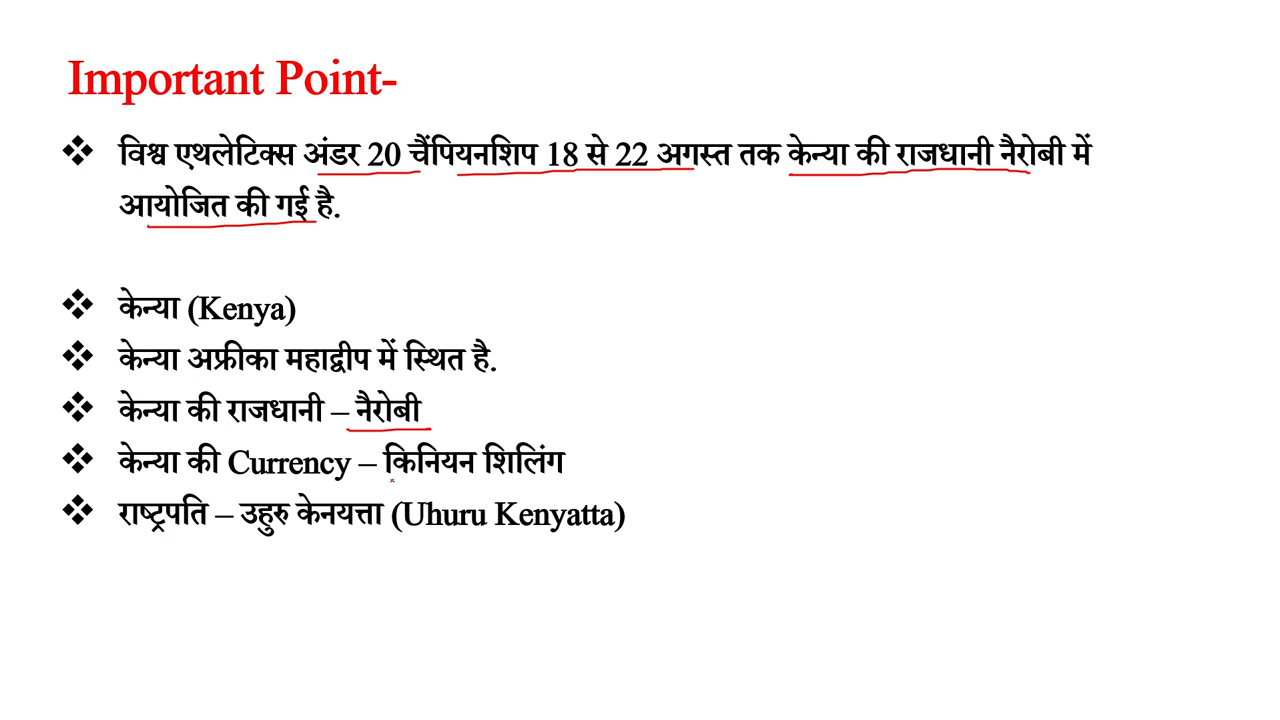 Important Point-
❖ विश्व एथलेटिक्स अंडर 20 चैंपियनशिप 18 से 22 अगस्त तक केन्या की राजधानी नैरोबी में
आयोजित की गई है.
❖ केन्या (Kenya)
❖ केन्या अफ्रीका महाद्वीप में स्थित है.
❖ केन्या की राजधानी – नैरोबी
❖ केन्या की Currency – किनियन शिलिंग
❖ राष्ट्रपति – उहुरु केनयत्ता (Uhuru Kenyatta)